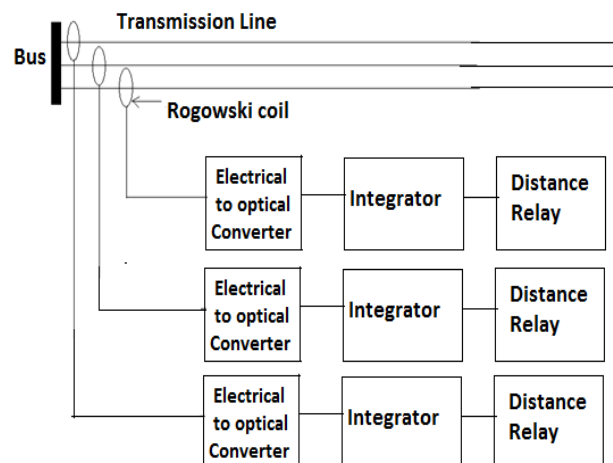 Transmission Line
Bus
Rogowski coil
Electrical
to optical
Converter
Integrator
Distance
Relay
Electrical
to optical
Converter
Integrator
Distance
Relay
Electrical
to optical
Converter
Integrator
Distance
Relay